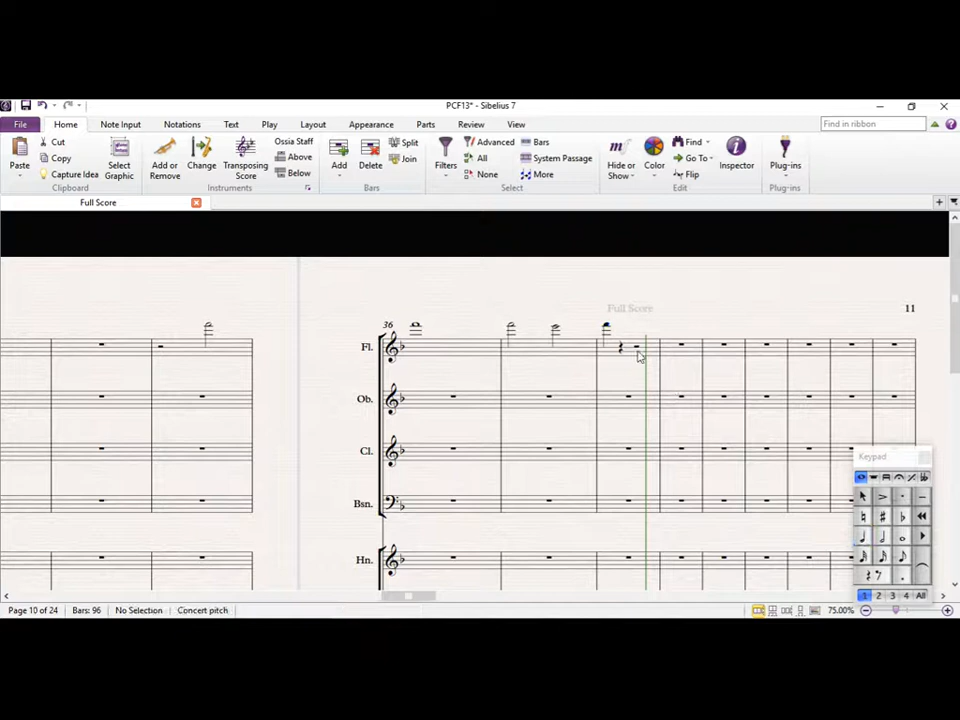 PCF13* - Sibelius 7
File Home Note Input Notations Text Play Layout Appearance Parts Review View Find in ribbon
Paste Cut Copy Capture Idea Select Graphic Add or Remove Change Transposing Score Ossia Staff Above Below Add Delete Split Join Filters Advanced All None Bars System Passage More Hide or Show Color Find Go To Flip Inspector Plug-ins
Clipboard Instruments Bars Select Edit Plug-ins
Full Score
Full Score 11
36
Fl.
Ob.
Cl.
Keypad
Bsn.
Hn.
1 2 3 4 All
Page 10 of 24 Bars: 96 No Selection Concert pitch 75.00%